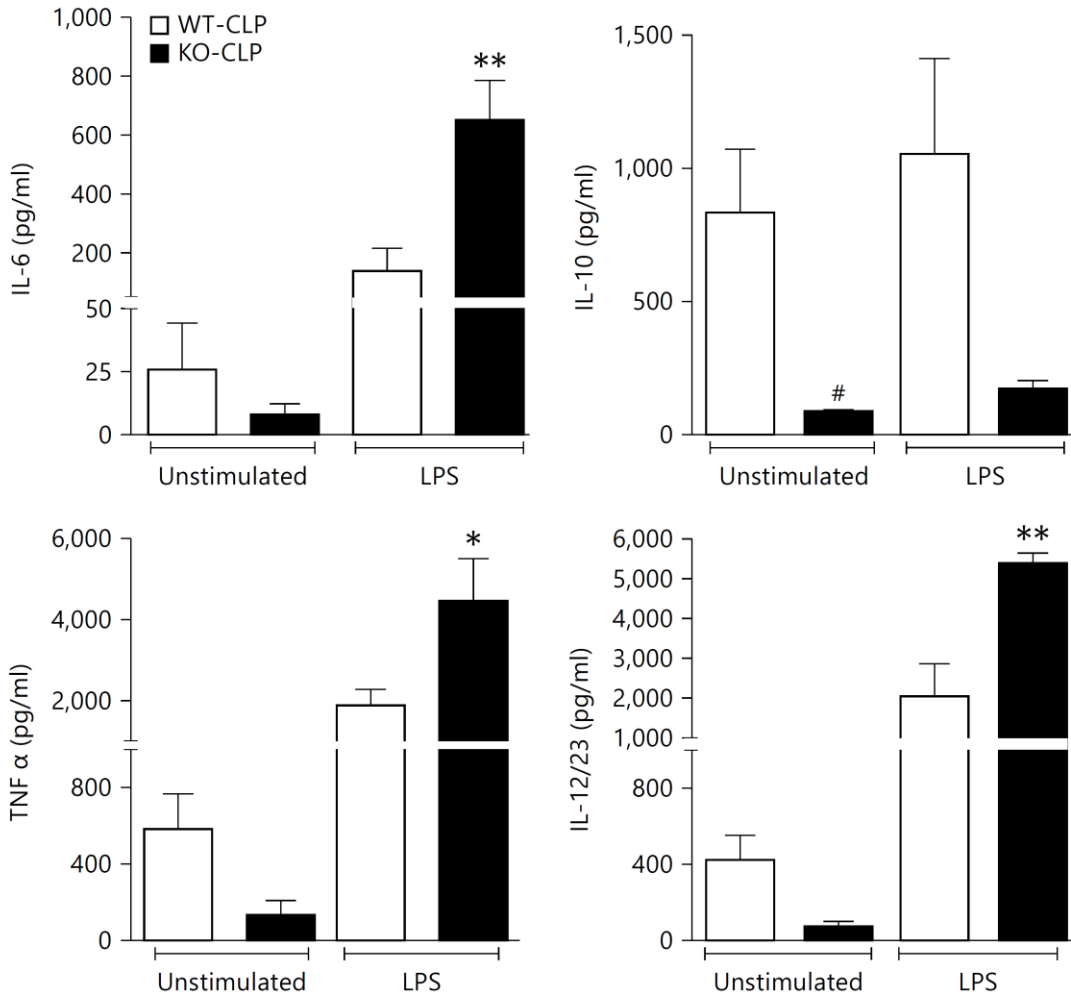 1,000
800
600
400
200
50
25
0
IL-6 (pg/ml)
WT-CLP
KO-CLP
**
Unstimulated
LPS
1,500
1,000
500
0
IL-10 (pg/ml)
#
Unstimulated
LPS
6,000
4,000
2,000
800
400
0
TNF α (pg/ml)
*
Unstimulated
LPS
6,000
5,000
4,000
3,000
2,000
1,000
800
400
0
IL-12/23 (pg/ml)
**
Unstimulated
LPS